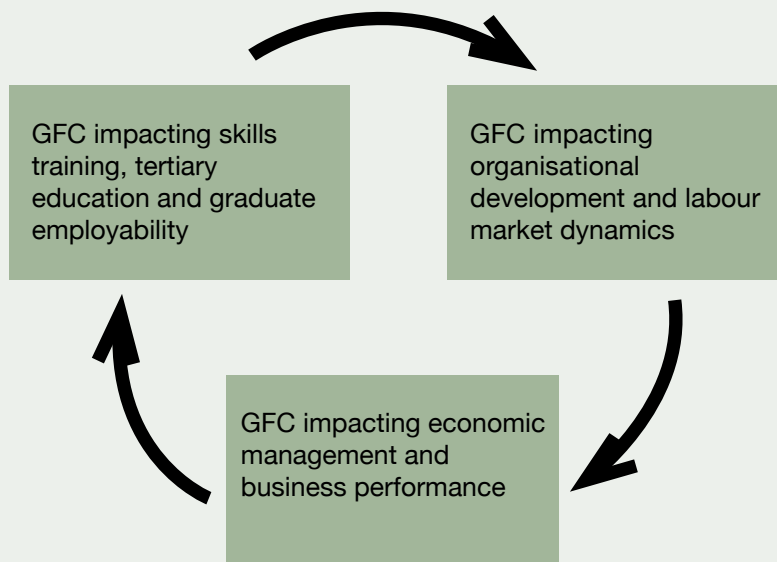 GFC impacting skills
training, tertiary
education and graduate
employability
GFC impacting
organisational
development and labour
market dynamics
GFC impacting economic
management and
business performance